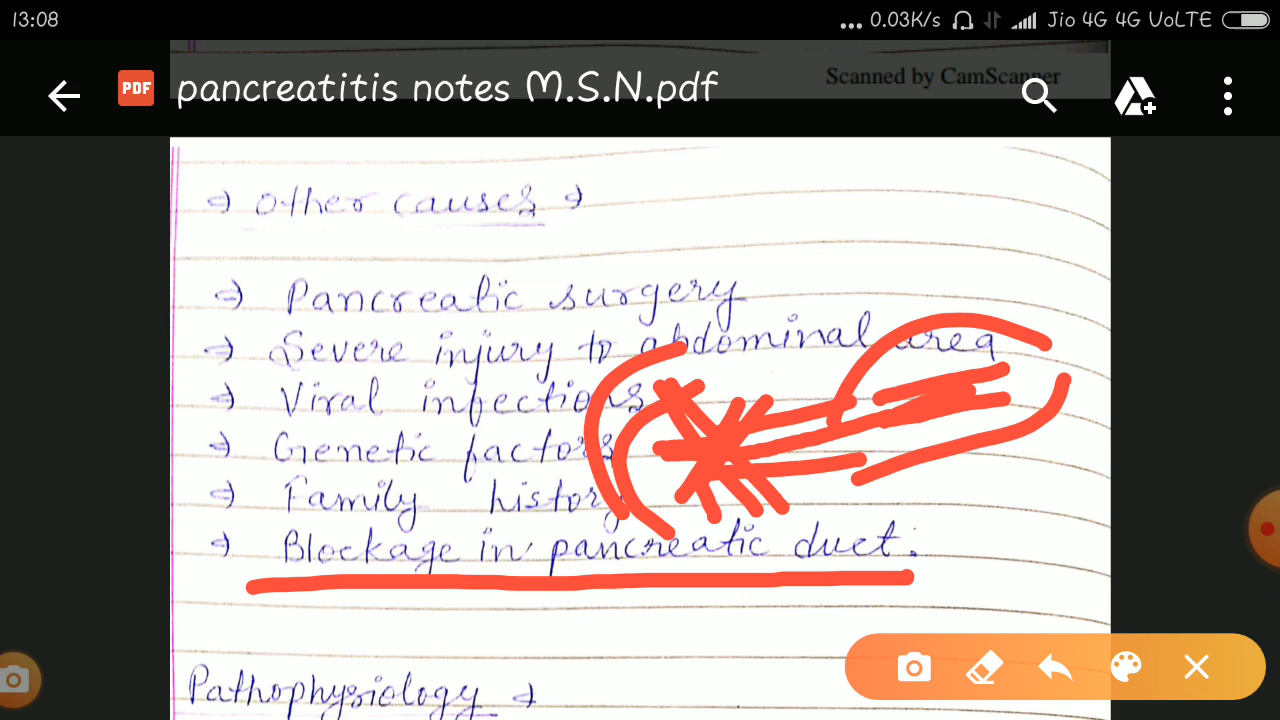 13:08
... 0.03K/s Jio 4G 4G VoLTE
PDF pancreatitis notes M.S.N.pdf
Scanned by CamScanner
⇒ Other causes →
⇒ Pancreatic surgery
⇒ Severe injury to abdominal area
⇒ Viral infections
⇒ Genetic factors
⇒ Family history
⇒ Blockage in pancreatic duct.
Pathophysiology →